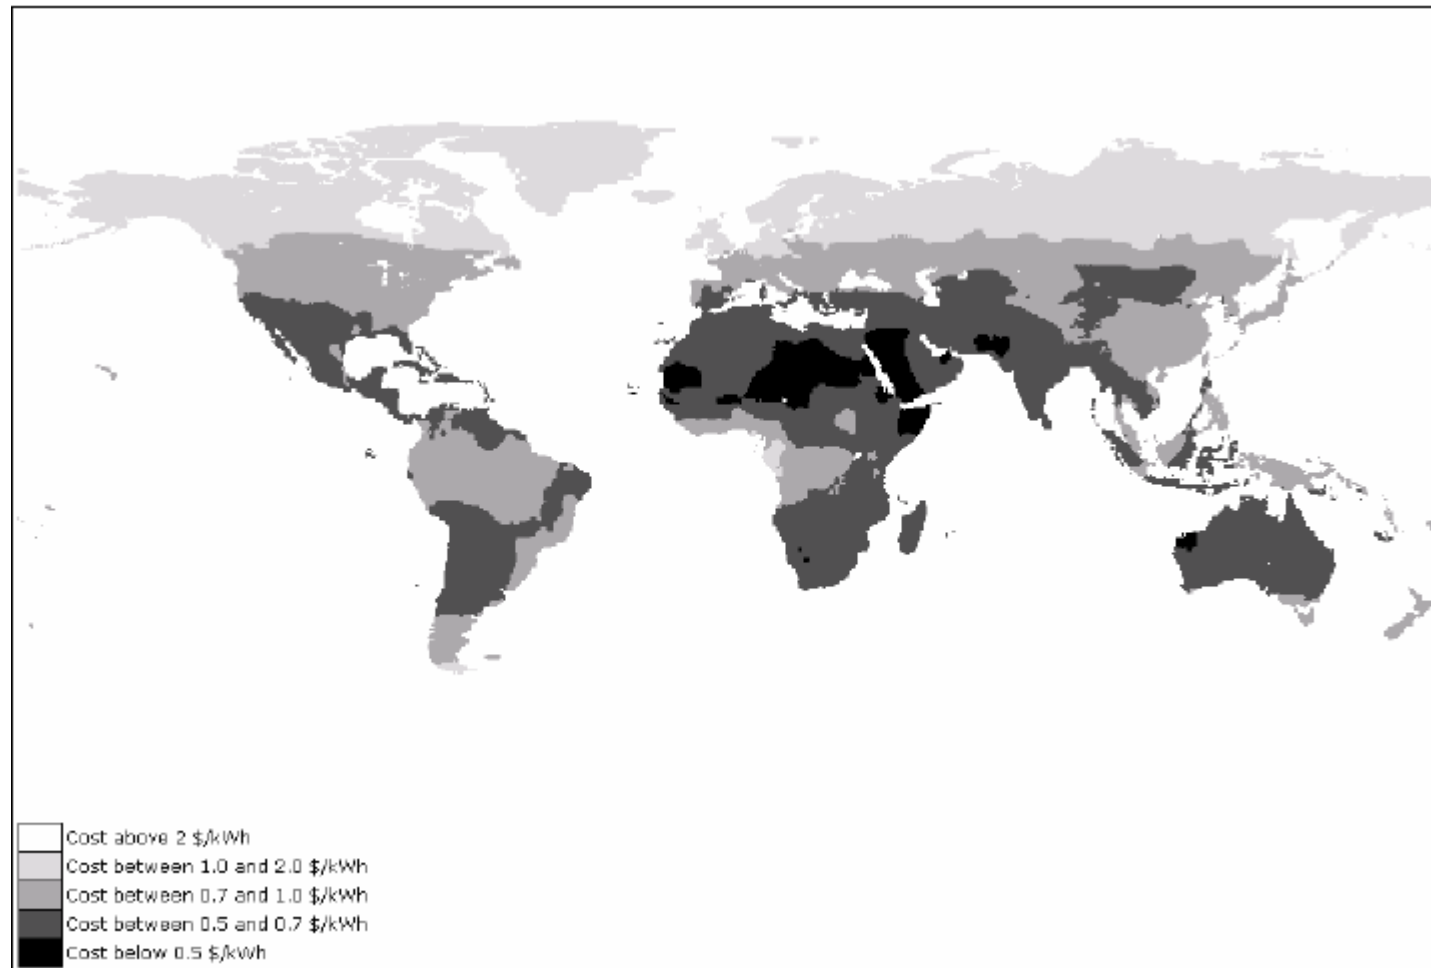 Cost above 2 $/kWh
Cost between 1.0 and 2.0 $/kWh
Cost between 0.7 and 1.0 $/kWh
Cost between 0.5 and 0.7 $/kWh
Cost below 0.5 $/kWh